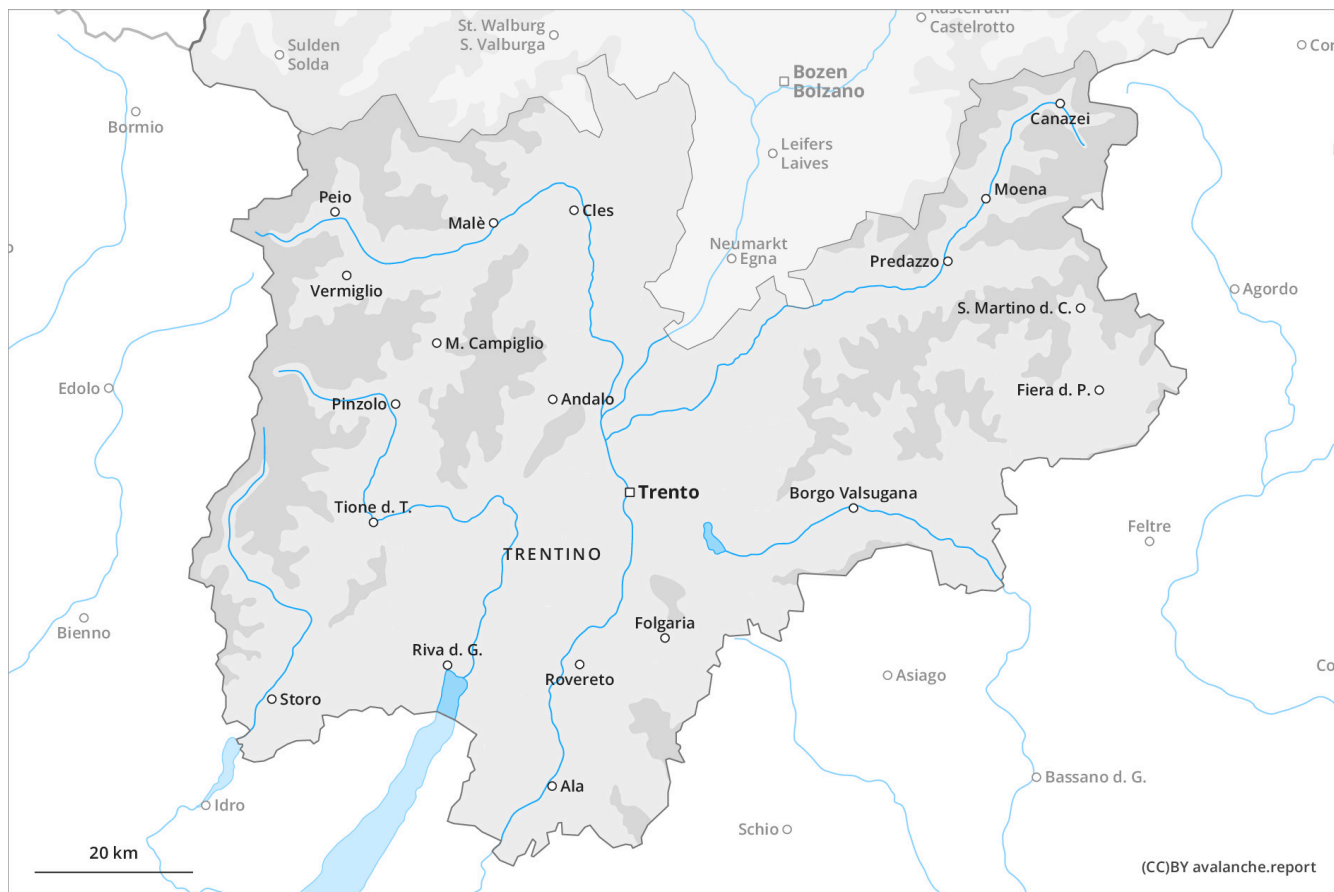 Kastelruth
Castelrotto
St. Walburg
S. Valburga
Sulden
Solda
Bozen
Bolzano
Bormio
Canazei
Leifers
Laives
Peio
Moena
Malè
Cles
Neumarkt
Egna
Predazzo
Vermiglio
Agordo
S. Martino d. C.
M. Campiglio
Edolo
Pinzolo
Andalo
Fiera d. P.
Trento
Borgo Valsugana
Tione d. T.
Feltre
TRENTINO
Bienno
Folgaria
Riva d. G.
Rovereto
Asiago
Storo
Bassano d. G.
Ala
Idro
Schio
20 km
(CC)BY avalanche.report